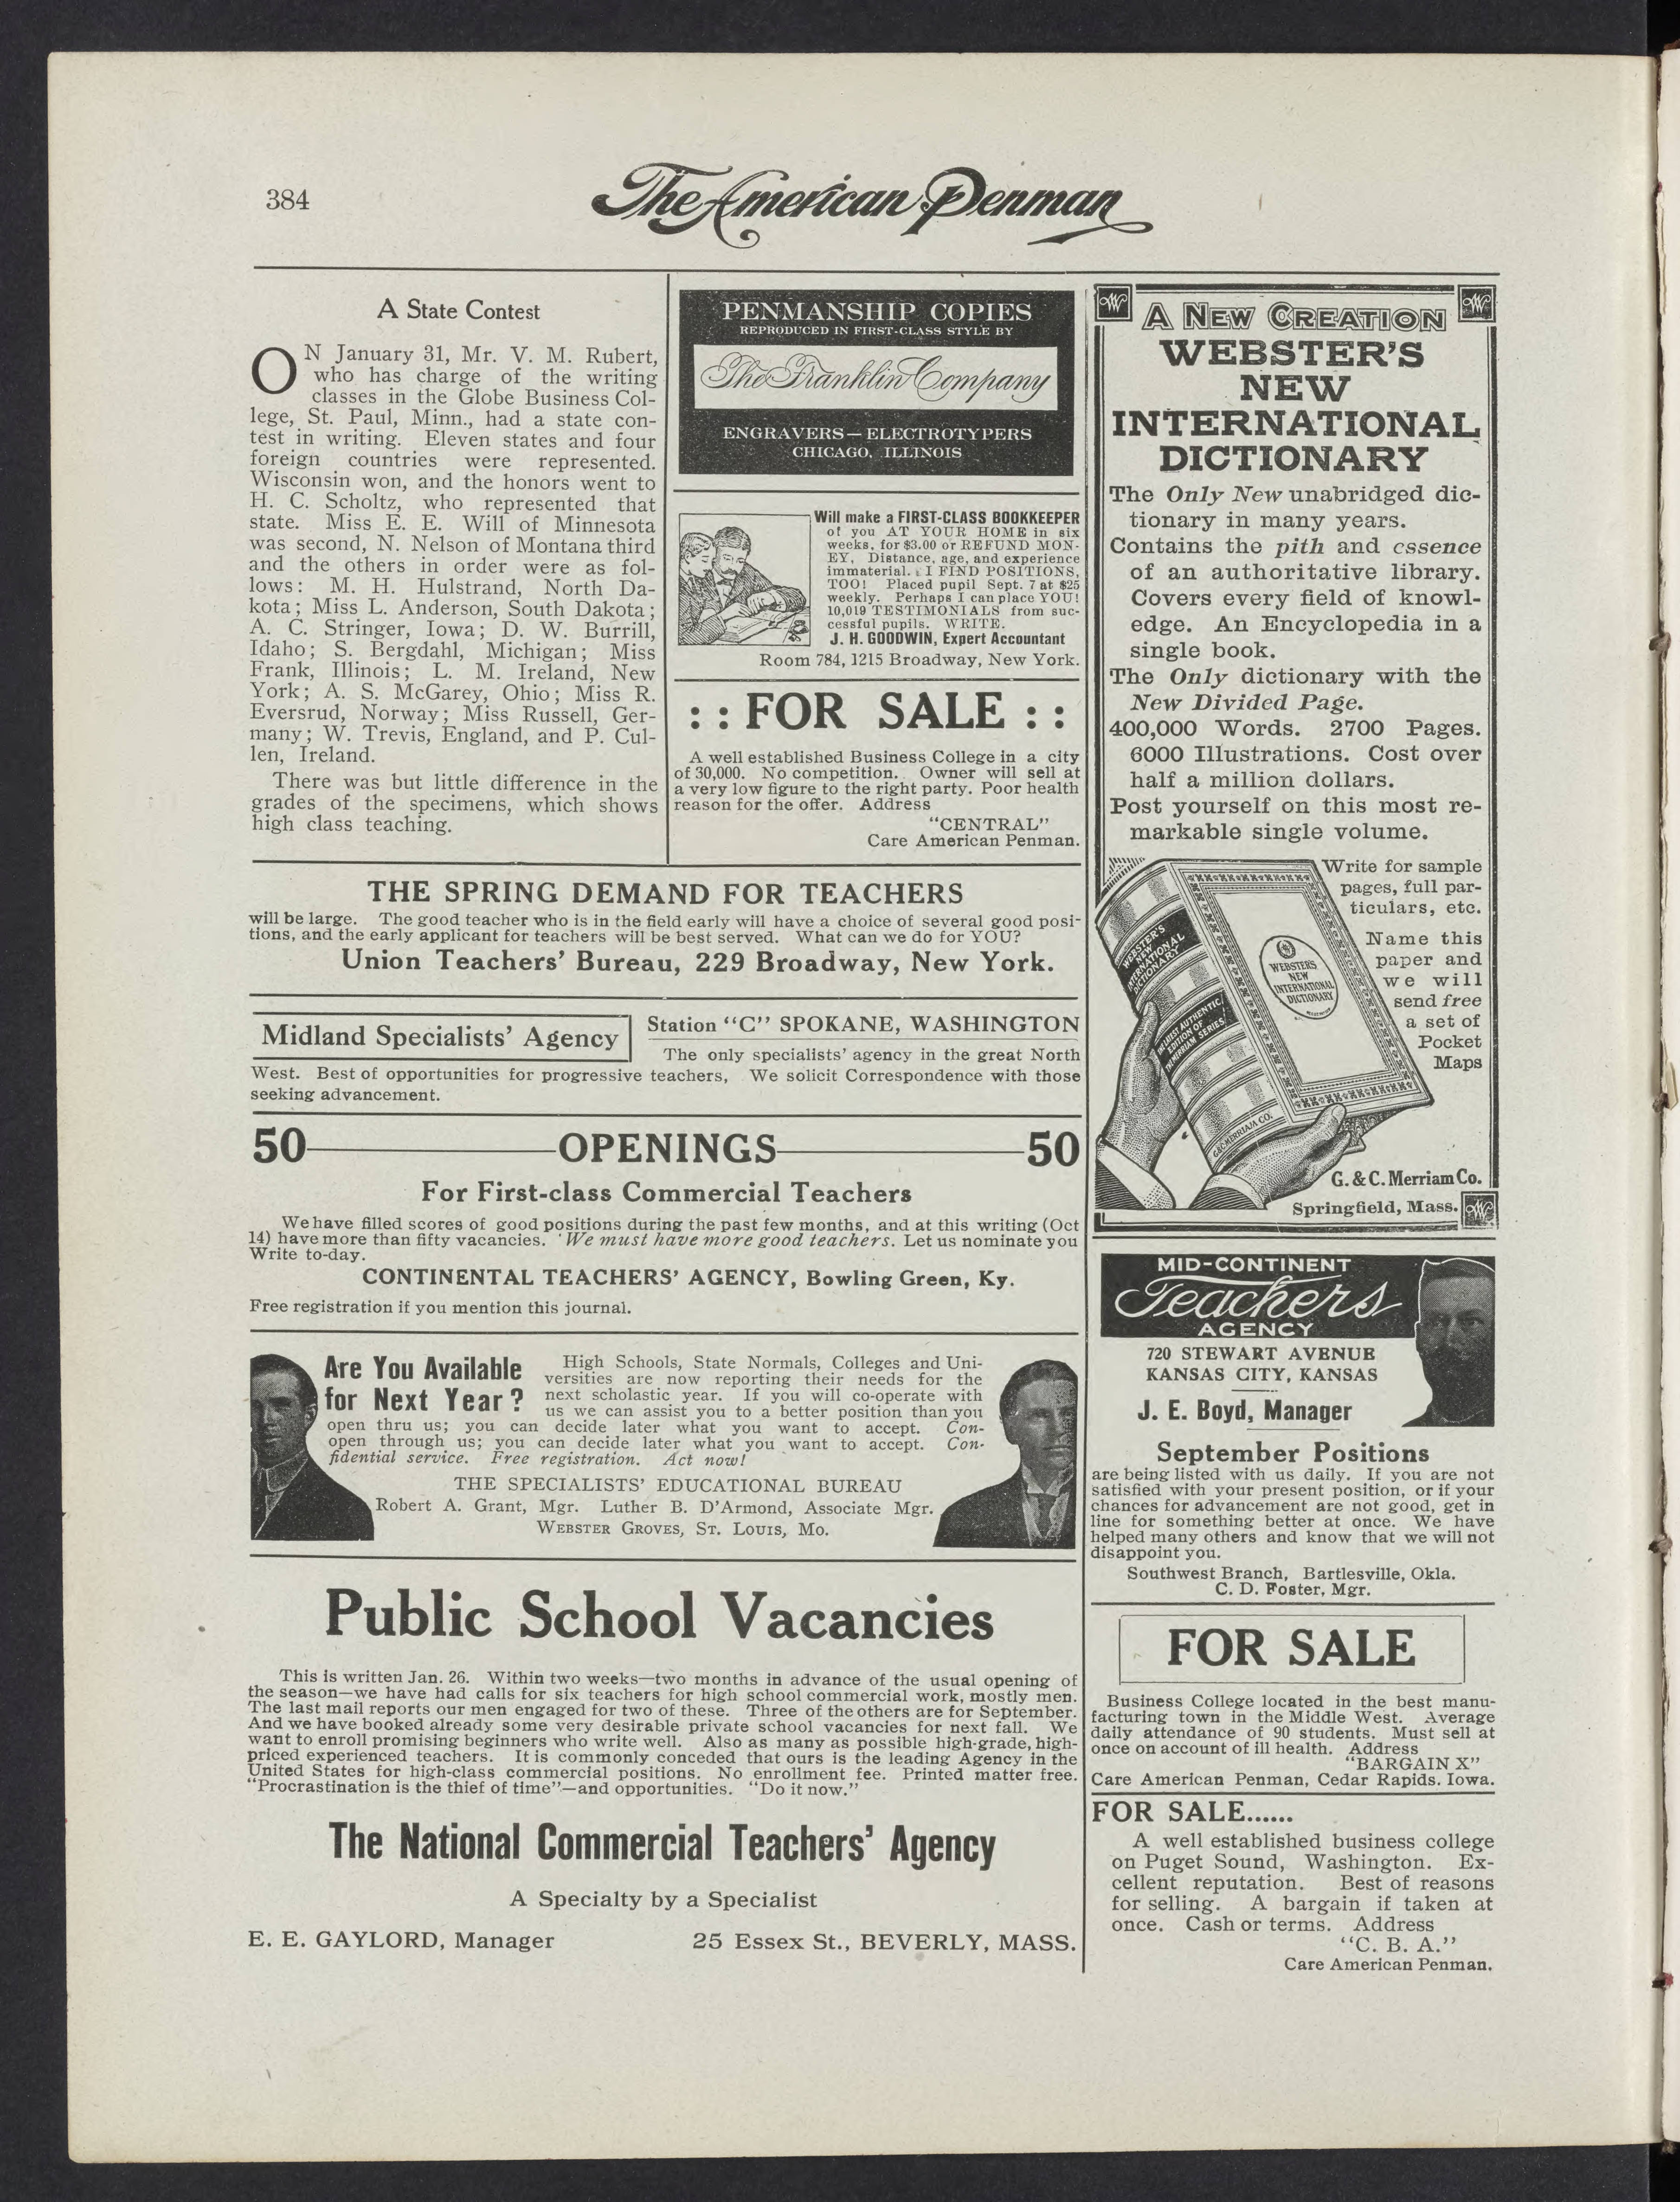 384
The American Penman
A State Contest
ON January 31, Mr. V. M. Rubert,
who has charge of the writing
classes in the Globe Business Col-
lege, St. Paul, Minn., had a state con-
test in writing. Eleven states and four
foreign countries were represented.
Wisconsin won, and the honors went to
H. C. Scholtz, who represented that
state. Miss E. E. Will of Minnesota
was second, N. Nelson of Montana third
and the others in order were as fol-
lows: M. H. Hulstrand, North Da-
kota; Miss L. Anderson, South Dakota;
A. C. Stringer, Iowa; D. W. Burrill,
Idaho; S. Bergdahl, Michigan; Miss
Frank, Illinois; L. M. Ireland, New
York; A. S. McGarey, Ohio; Miss R.
Eversrud, Norway; Miss Russell, Ger-
many; W. Trevis, England, and P. Cul-
len, Ireland.
There was but little difference in the
grades of the specimens, which shows
high class teaching.
PENMANSHIP COPIES
REPRODUCED IN FIRST-CLASS STYLE BY
The Franklin Company
ENGRAVERS—ELECTROTYPERS
CHICAGO, ILLINOIS
Will make a FIRST-CLASS BOOKKEEPER
of you AT YOUR HOME in six
weeks, for $3.00 or REFUND MON-
EY, Distance, age, and experience
immaterial. I FIND POSITIONS,
TOO! Placed pupil Sept. 7 at $25
weekly. Perhaps I can place YOU!
10,019 TESTIMONIALS from suc-
cessful pupils. WRITE.
J. H. GOODWIN, Expert Accountant
Room 784, 1215 Broadway, New York.
: : FOR SALE : :
A well established Business College in a city
of 30,000. No competition. Owner will sell at
a very low figure to the right party. Poor health
reason for the offer. Address
"CENTRAL"
Care American Penman.
THE SPRING DEMAND FOR TEACHERS
will be large. The good teacher who is in the field early will have a choice of several good posi-
tions, and the early applicant for teachers will be best served. What can we do for YOU?
Union Teachers' Bureau, 229 Broadway, New York.
Midland Specialists' Agency
Station "C" SPOKANE, WASHINGTON
The only specialists' agency in the great North
West. Best of opportunities for progressive teachers, We solicit Correspondence with those
seeking advancement.
50 OPENINGS 50
For First-class Commercial Teachers
We have filled scores of good positions during the past few months, and at this writing (Oct
14) have more than fifty vacancies. 'We must have more good teachers. Let us nominate you
Write to-day.
CONTINENTAL TEACHERS' AGENCY, Bowling Green, Ky.
Free registration if you mention this journal.
Are You Available
for Next Year?
High Schools, State Normals, Colleges and Uni-
versities are now reporting their needs for the
next scholastic year. If you will co-operate with
us we can assist you to a better position than you
open thru us; you can decide later what you want to accept. Con-
open through us; you can decide later what you want to accept. Con-
fidential service. Free registration. Act now!
THE SPECIALISTS' EDUCATIONAL BUREAU
Robert A. Grant, Mgr. Luther B. D'Armond, Associate Mgr.
WEBSTER GROVES, ST. LOUIS, MO.
Public School Vacancies
This is written Jan. 26. Within two weeks—two months in advance of the usual opening of
the season—we have had calls for six teachers for high school commercial work, mostly men.
The last mail reports our men engaged for two of these. Three of the others are for September.
And we have booked already some very desirable private school vacancies for next fall. We
want to enroll promising beginners who write well. Also as many as possible high-grade, high-
priced experienced teachers. It is commonly conceded that ours is the leading Agency in the
United States for high-class commercial positions. No enrollment fee. Printed matter free.
"Procrastination is the thief of time"—and opportunities. "Do it now."
The National Commercial Teachers' Agency
A Specialty by a Specialist
E. E. GAYLORD, Manager 25 Essex St., BEVERLY, MASS.
A NEW CREATION
WEBSTER'S
NEW
INTERNATIONAL
DICTIONARY
The Only New unabridged dic-
tionary in many years.
Contains the pith and essence
of an authoritative library.
Covers every field of knowl-
edge. An Encyclopedia in a
single book.
The Only dictionary with the
New Divided Page.
400,000 Words. 2700 Pages.
6000 Illustrations. Cost over
half a million dollars.
Post yourself on this most re-
markable single volume.
Write for sample
pages, full par-
ticulars, etc.
Name this
paper and
we will
send free
a set of
Pocket
Maps
WEBSTER'S
NEW
INTERNATIONAL
DICTIONARY
WEBSTER'S
NEW
INTERNATIONAL
DICTIONARY
EDITION OF
MERRIAM SERIES
G.&C.MERRIAM CO.
G. & C. Merriam Co.
Springfield, Mass.
MID-CONTINENT
Teachers
AGENCY
720 STEWART AVENUE
KANSAS CITY, KANSAS
J. E. Boyd, Manager
September Positions
are being listed with us daily. If you are not
satisfied with your present position, or if your
chances for advancement are not good, get in
line for something better at once. We have
helped many others and know that we will not
disappoint you.
Southwest Branch, Bartlesville, Okla.
C. D. Foster, Mgr.
FOR SALE
Business College located in the best manu-
facturing town in the Middle West. Average
daily attendance of 90 students. Must sell at
once on account of ill health. Address
"BARGAIN X"
Care American Penman, Cedar Rapids. Iowa.
FOR SALE......
A well established business college
on Puget Sound, Washington. Ex-
cellent reputation. Best of reasons
for selling. A bargain if taken at
once. Cash or terms. Address
"C. B. A."
Care American Penman.